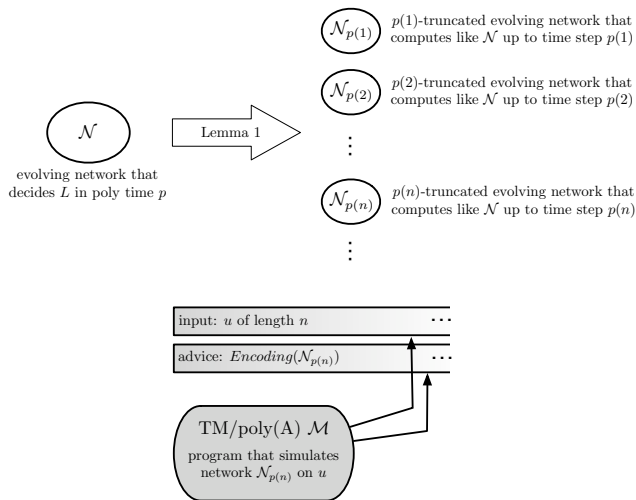 𝒩
evolving network that
decides L in poly time p
Lemma 1
𝒩p(1)
p(1)-truncated evolving network that
computes like 𝒩 up to time step p(1)
𝒩p(2)
p(2)-truncated evolving network that
computes like 𝒩 up to time step p(2)
⋮
𝒩p(n)
p(n)-truncated evolving network that
computes like 𝒩 up to time step p(n)
⋮
input: u of length n ···
advice: Encoding(𝒩p(n)) ···
TM/poly(A) ℳ
program that simulates
network 𝒩p(n) on u